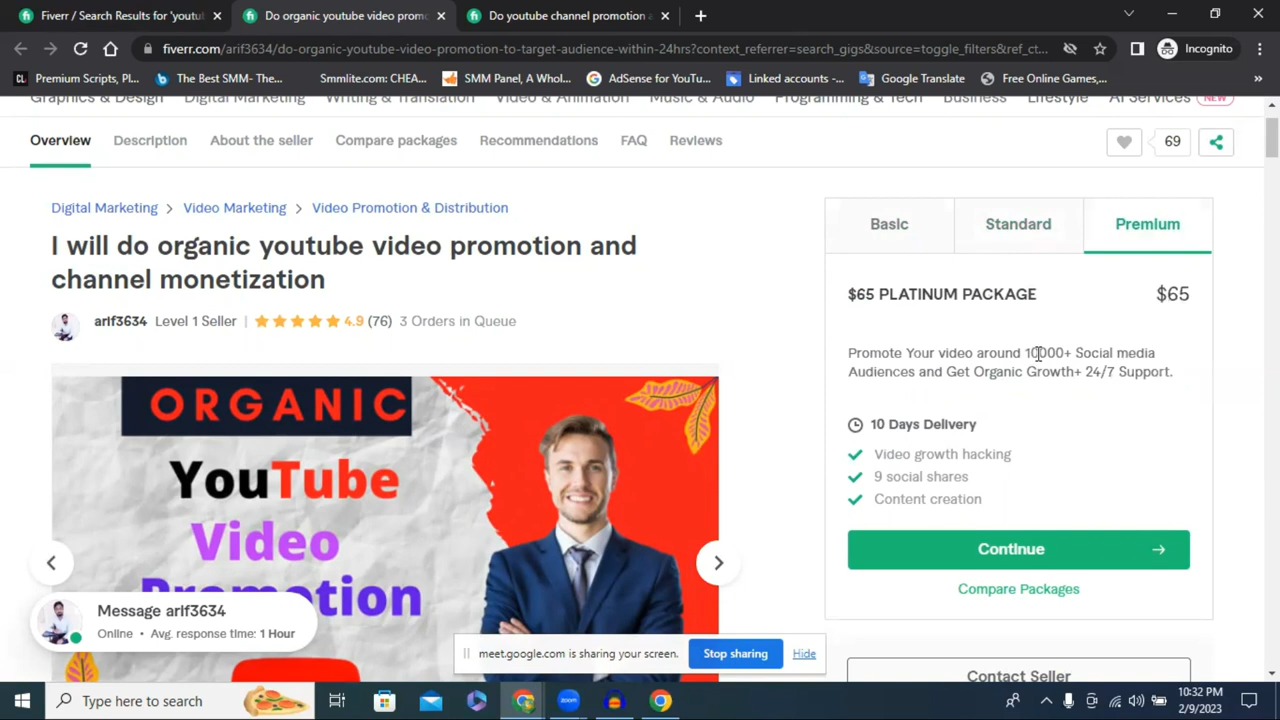 Fiverr / Search Results for 'youtu
Do organic youtube video promo
Do youtube channel promotion a
fiverr.com/arif3634/do-organic-youtube-video-promotion-to-target-audience-within-24hrs?context_referrer=search_gigs&source=toggle_filters&ref_ct...
Incognito
Premium Scripts, Pl...
The Best SMM- The...
Smmlite.com: CHEA...
SMM Panel, A Whol...
AdSense for YouTu...
Linked accounts -...
Google Translate
Free Online Games,...
»
Graphics & Design
Digital Marketing
Writing & Translation
Video & Animation
Music & Audio
Programming & Tech
Business
Lifestyle
AI Services
NEW
Overview
Description
About the seller
Compare packages
Recommendations
FAQ
Reviews
69
Digital Marketing > Video Marketing > Video Promotion & Distribution
I will do organic youtube video promotion and
channel monetization
arif3634 Level 1 Seller | 4.9 (76) 3 Orders in Queue
Basic
Standard
Premium
$65 PLATINUM PACKAGE
$65
Promote Your video around 10000+ Social media
Audiences and Get Organic Growth+ 24/7 Support.
10 Days Delivery
Video growth hacking
9 social shares
Content creation
Continue
Compare Packages
Contact Seller
ORGANIC
YouTube
Video
Promotion
Message arif3634
Online • Avg. response time: 1 Hour
meet.google.com is sharing your screen.
Stop sharing
Hide
Type here to search
zoom
10:32 PM
2/9/2023